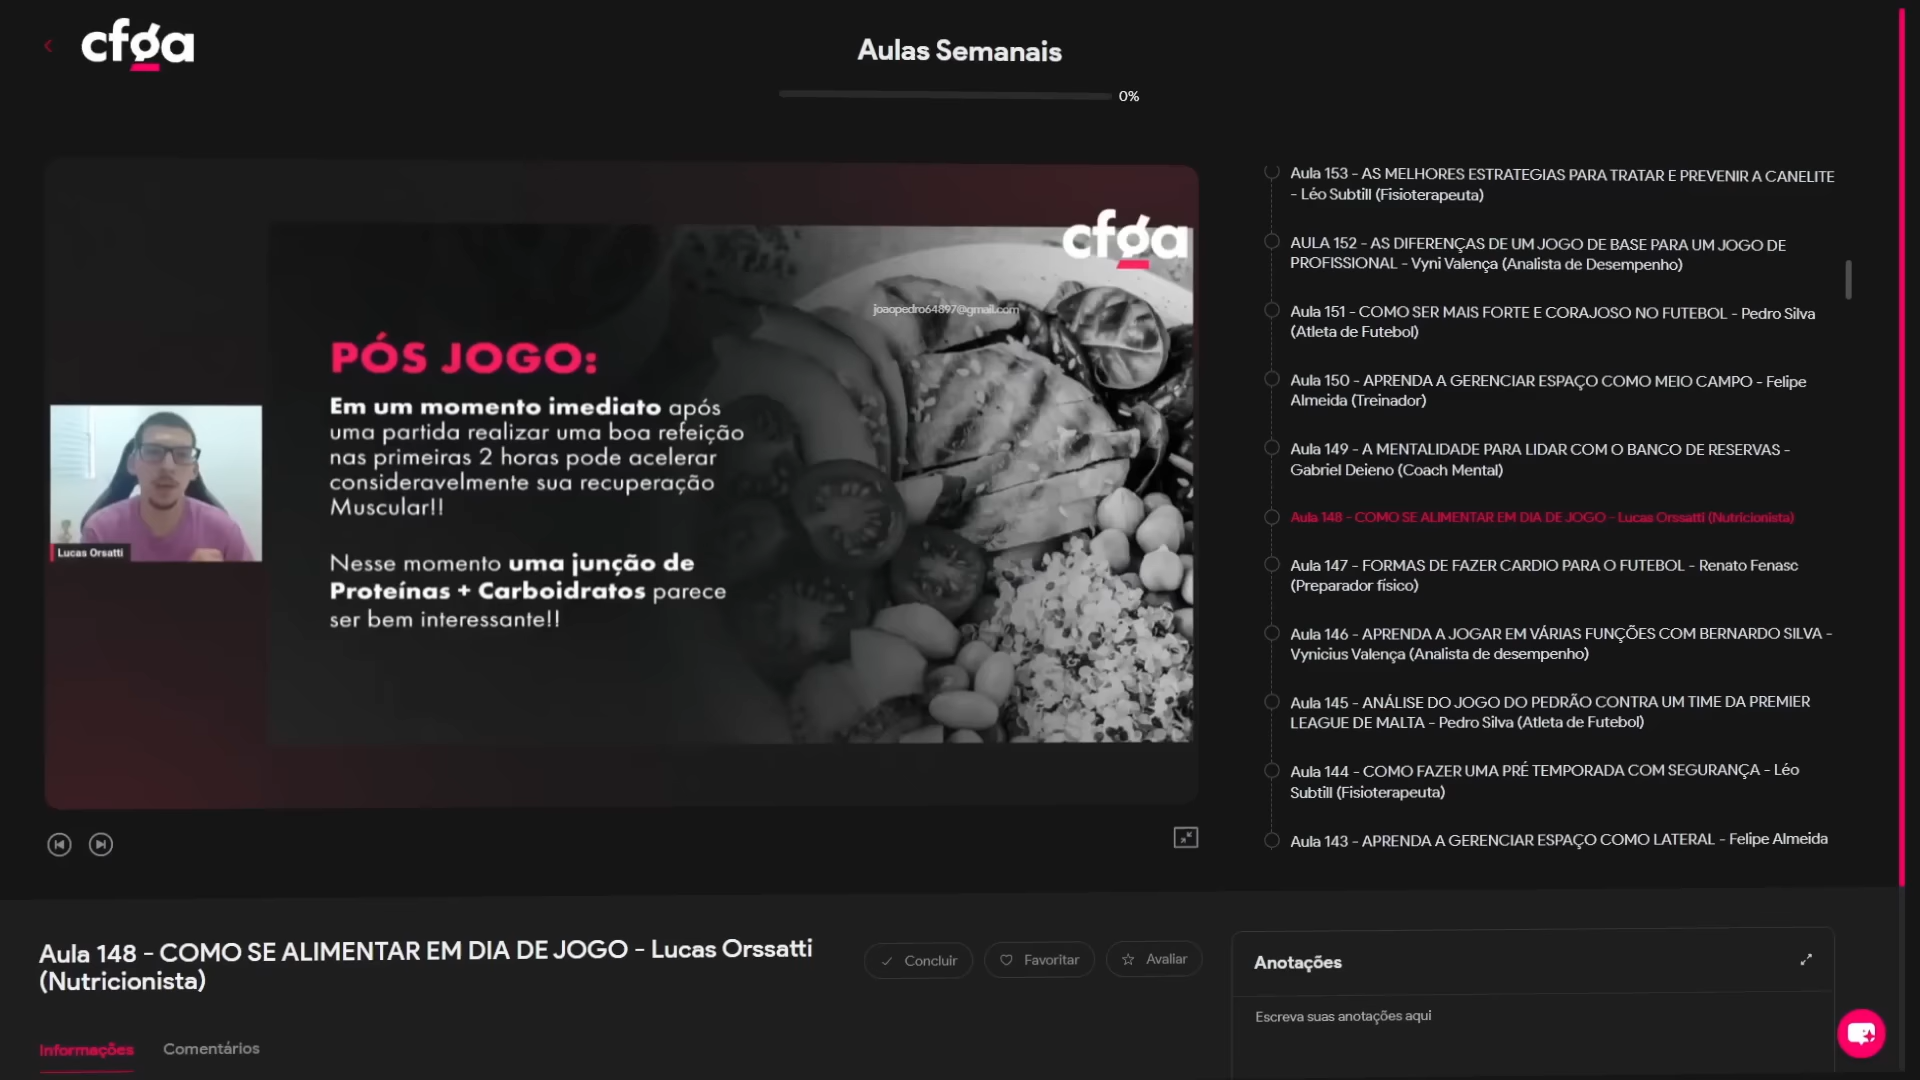 cfga
Aulas Semanais
0%
cfga
joaopedro64897@gmail.com
PÓS JOGO:
Em um momento imediato após
uma partida realizar uma boa refeição
nas primeiras 2 horas pode acelerar
consideravelmente sua recuperação
Muscular!!
Nesse momento uma junção de
Proteínas + Carboidratos parece
ser bem interessante!!
Lucas Orsatti
Aula 153 - AS MELHORES ESTRATEGIAS PARA TRATAR E PREVENIR A CANELITE
- Léo Subtill (Fisioterapeuta)
AULA 152 - AS DIFERENÇAS DE UM JOGO DE BASE PARA UM JOGO DE
PROFISSIONAL - Vyni Valença (Analista de Desempenho)
Aula 151 - COMO SER MAIS FORTE E CORAJOSO NO FUTEBOL - Pedro Silva
(Atleta de Futebol)
Aula 150 - APRENDA A GERENCIAR ESPAÇO COMO MEIO CAMPO - Felipe
Almeida (Treinador)
Aula 149 - A MENTALIDADE PARA LIDAR COM O BANCO DE RESERVAS -
Gabriel Deieno (Coach Mental)
Aula 148 - COMO SE ALIMENTAR EM DIA DE JOGO - Lucas Orssatti (Nutricionista)
Aula 147 - FORMAS DE FAZER CARDIO PARA O FUTEBOL - Renato Fenasc
(Preparador físico)
Aula 146 - APRENDA A JOGAR EM VÁRIAS FUNÇÕES COM BERNARDO SILVA -
Vynicius Valença (Analista de desempenho)
Aula 145 - ANÁLISE DO JOGO DO PEDRÃO CONTRA UM TIME DA PREMIER
LEAGUE DE MALTA - Pedro Silva (Atleta de Futebol)
Aula 144 - COMO FAZER UMA PRÉ TEMPORADA COM SEGURANÇA - Léo
Subtill (Fisioterapeuta)
Aula 143 - APRENDA A GERENCIAR ESPAÇO COMO LATERAL - Felipe Almeida
Aula 148 - COMO SE ALIMENTAR EM DIA DE JOGO - Lucas Orssatti
(Nutricionista)
Concluir
Favoritar
Avaliar
Informações
Comentários
Anotações
Escreva suas anotações aqui